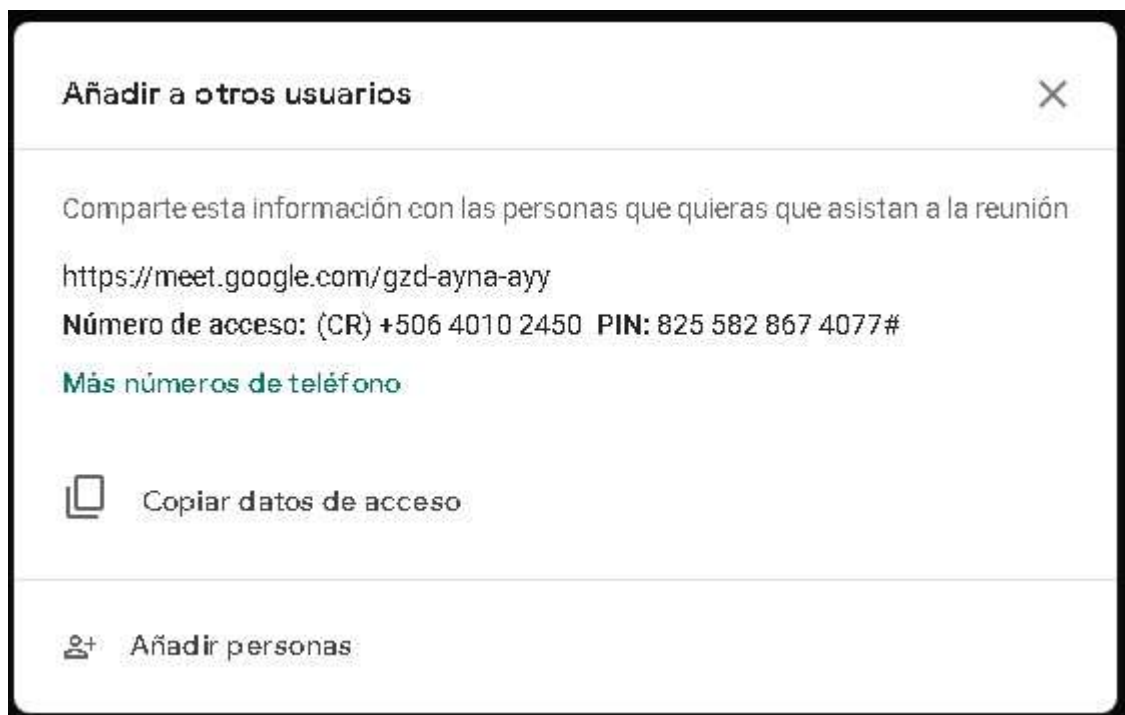 Añadir a otros usuarios
Comparte esta información con las personas que quieras que asistan a la reunión
https://meet.google.com/gzd-ayna-ayy
Número de acceso: (CR) +506 4010 2450 PIN: 825 582 867 4077#
Más números de teléfono
Copiar datos de acceso
Añadir personas